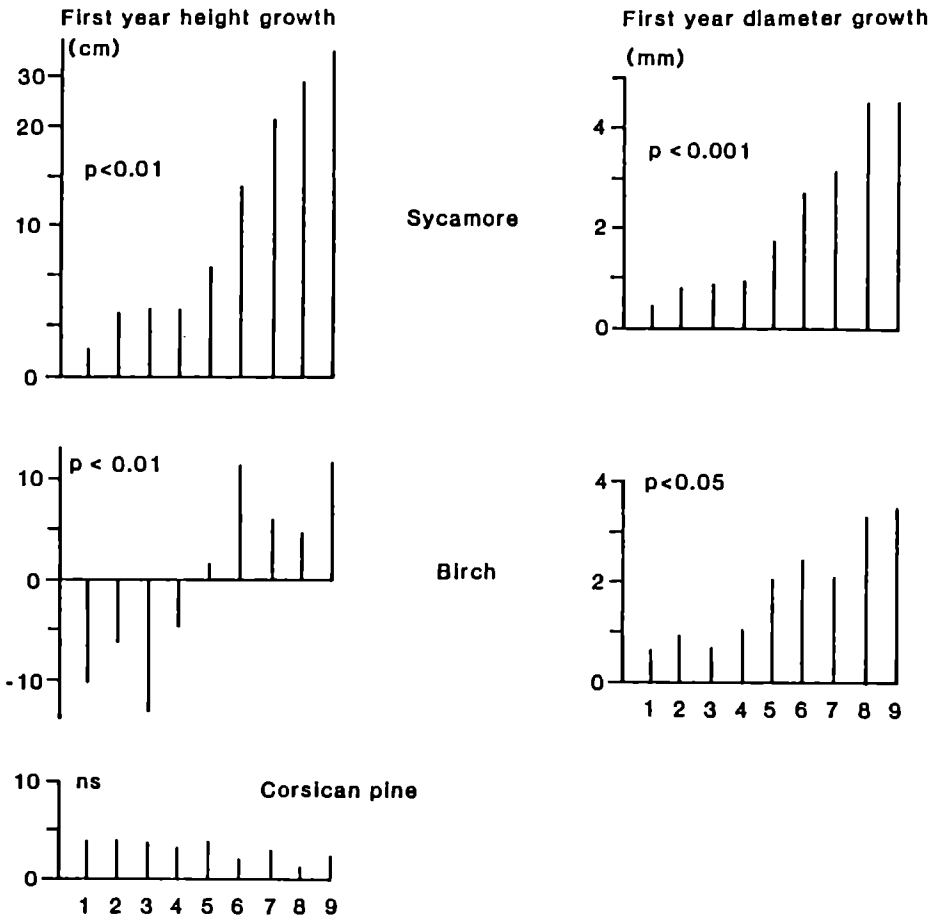 First year height growth
(cm)
30
20
10
0
p<0.01
Sycamore
First year diameter growth
(mm)
4
2
0
p<0.001
10
0
-10
p < 0.01
Birch
4
2
0
p<0.05
1 2 3 4 5 6 7 8 9
10
0
ns
Corsican pine
1 2 3 4 5 6 7 8 9